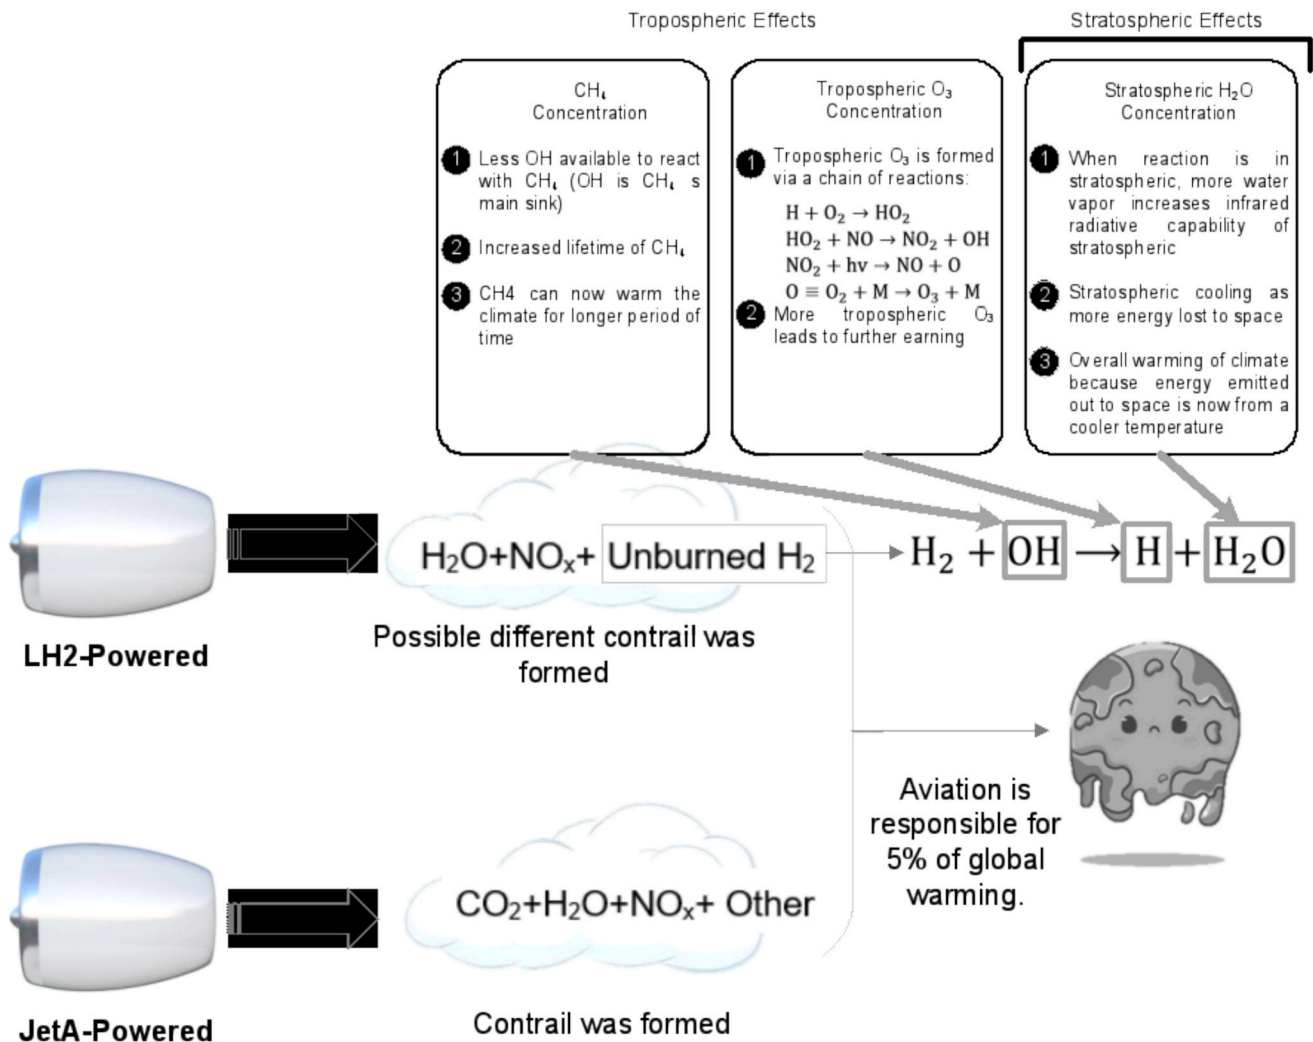 Tropospheric Effects
Stratospheric Effects
CH₄
Concentration
1 Less OH available to react
with CH₄ (OH is CH₄ s
main sink)
2 Increased lifetime of CH₄
3 CH4 can now warm the
climate for longer period of
time
Tropospheric O₃
Concentration
1 Tropospheric O₃ is formed
via a chain of reactions:
H + O₂ → HO₂
HO₂ + NO → NO₂ + OH
NO₂ + hv → NO + O
O ≡ O₂ + M → O₃ + M
2 More tropospheric O₃
leads to further earning
Stratospheric H₂O
Concentration
1 When reaction is in
stratospheric, more water
vapor increases infrared
radiative capability of
stratospheric
2 Stratospheric cooling as
more energy lost to space
3 Overall warming of climate
because energy emitted
out to space is now from a
cooler temperature
LH2-Powered
H₂O+NOₓ+ Unburned H₂
H₂ + OH → H + H₂O
Possible different contrail was
formed
Aviation is
responsible for
5% of global
warming.
JetA-Powered
CO₂+H₂O+NOₓ+ Other
Contrail was formed